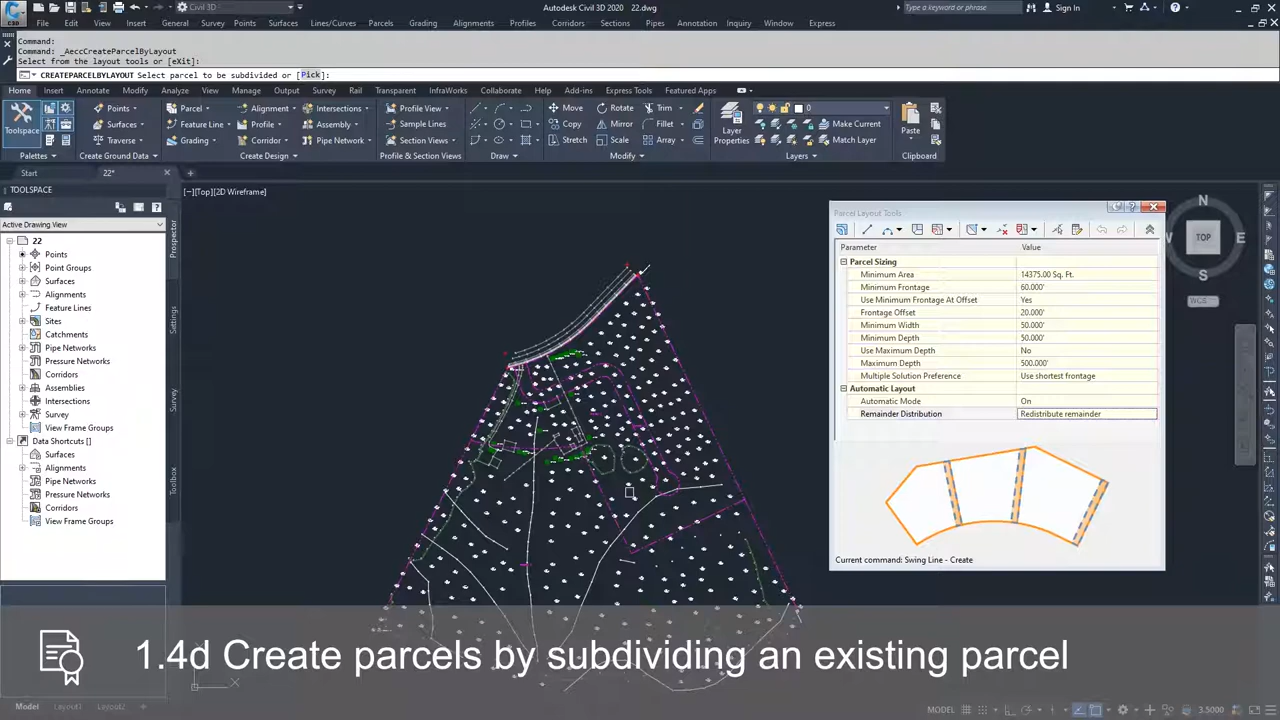 Civil 3D
Autodesk Civil 3D 2020 22.dwg
Type a keyword or phrase
Sign In
C3D
File Edit View Insert General Survey Points Surfaces Lines/Curves Parcels Grading Alignments Profiles Corridors Sections Pipes Annotation Inquiry Window Express
Command:
Command: _AeccCreateParcelByLayout
Select from the layout tools or [eXit]:
CREATEPARCELBYLAYOUT Select parcel to be subdivided or [Pick]:
Home Insert Annotate Modify Analyze View Manage Output Survey Rail Transparent InfraWorks Collaborate Help Add-ins Express Tools Featured Apps
Toolspace
Points
Surfaces
Traverse
Parcel
Feature Line
Grading
Alignment
Profile
Corridor
Intersections
Assembly
Pipe Network
Profile View
Sample Lines
Section Views
Move
Copy
Stretch
Rotate
Mirror
Scale
Trim
Fillet
Array
Layer
Properties
0
Make Current
Match Layer
Paste
Palettes Create Ground Data Create Design Profile & Section Views Draw Modify Layers Clipboard
Start 22*
TOOLSPACE
[−][Top][2D Wireframe]
Active Drawing View
22
Points
Point Groups
Surfaces
Alignments
Feature Lines
Sites
Catchments
Pipe Networks
Pressure Networks
Corridors
Assemblies
Intersections
Survey
View Frame Groups
Data Shortcuts []
Surfaces
Alignments
Pipe Networks
Pressure Networks
Corridors
View Frame Groups
Prospector
Settings
Survey
Toolbox
Parcel Layout Tools
Parameter Value
Parcel Sizing
Minimum Area 14375.00 Sq. Ft.
Minimum Frontage 60.000'
Use Minimum Frontage At Offset Yes
Frontage Offset 20.000'
Minimum Width 50.000'
Minimum Depth 50.000'
Use Maximum Depth No
Maximum Depth 500.000'
Multiple Solution Preference Use shortest frontage
Automatic Layout
Automatic Mode On
Remainder Distribution Redistribute remainder
Current command: Swing Line - Create
N
W TOP E
S
WCS
1.4d Create parcels by subdividing an existing parcel
X
Model Layout1 Layout2
MODEL
3.5000